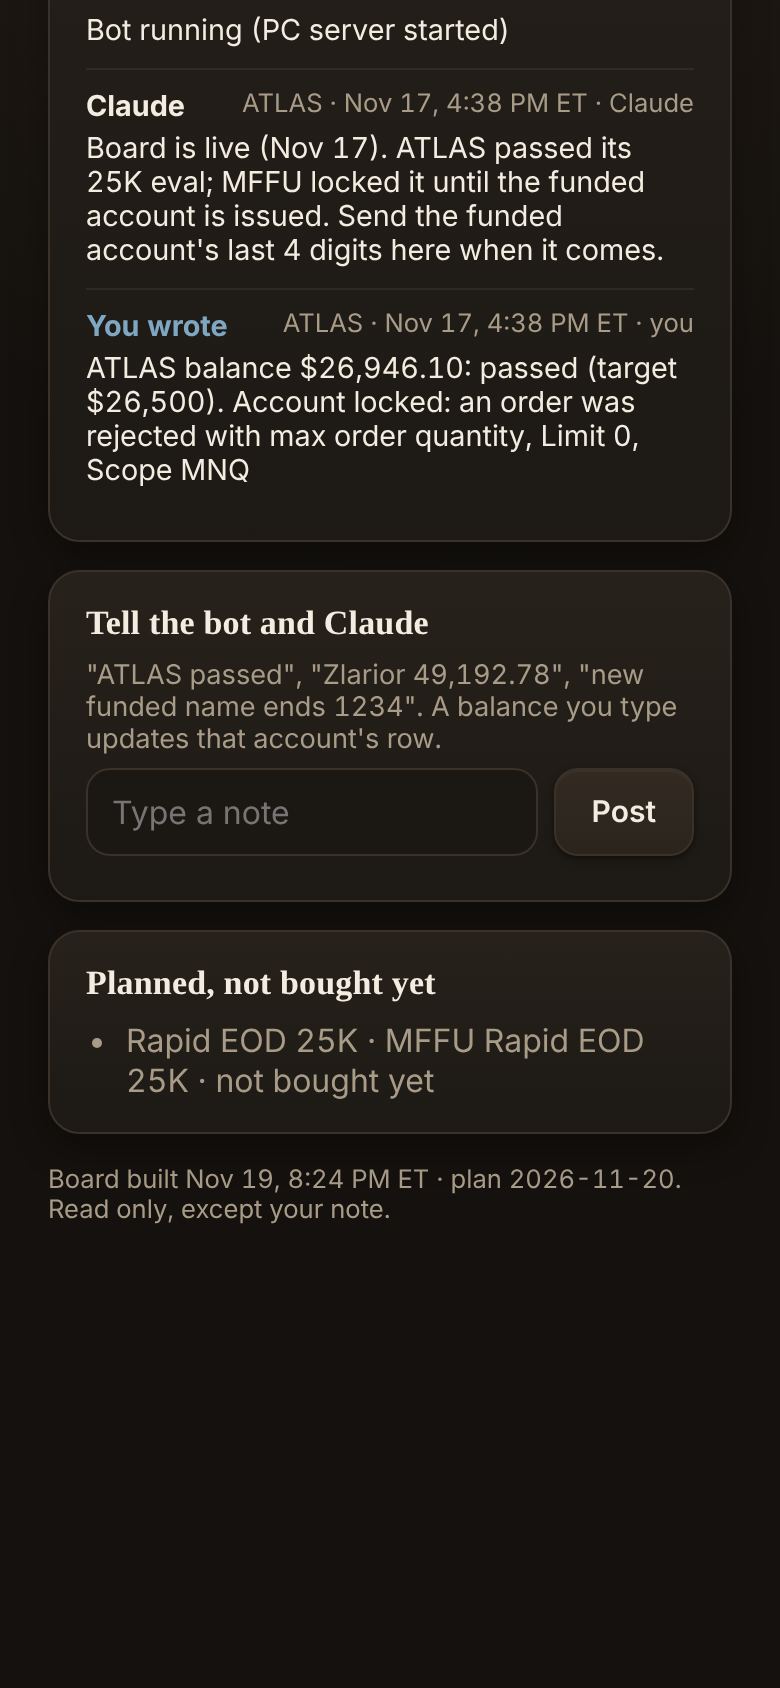 Bot running (PC server started)
Claude
ATLAS · Nov 17, 4:38 PM ET · Claude
Board is live (Nov 17). ATLAS passed its
25K eval; MFFU locked it until the funded
account is issued. Send the funded
account's last 4 digits here when it comes.
You wrote
ATLAS · Nov 17, 4:38 PM ET · you
ATLAS balance $26,946.10: passed (target
$26,500). Account locked: an order was
rejected with max order quantity, Limit 0,
Scope MNQ
Tell the bot and Claude
"ATLAS passed", "Zlarior 49,192.78", "new
funded name ends 1234". A balance you type
updates that account's row.
Type a note
Post
Planned, not bought yet
• Rapid EOD 25K · MFFU Rapid EOD
25K · not bought yet
Board built Nov 19, 8:24 PM ET · plan 2026-11-20.
Read only, except your note.